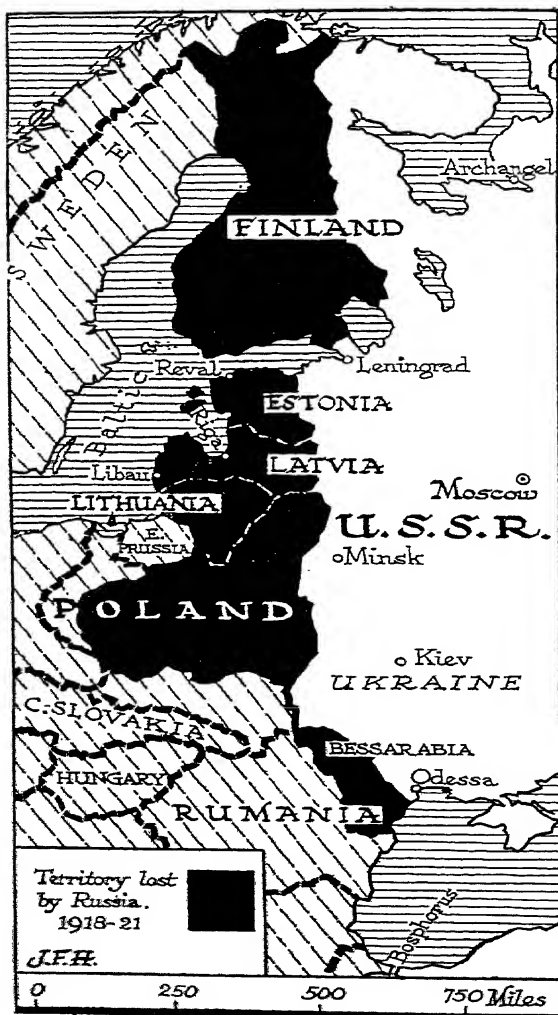 SWEDEN
Archangel
FINLAND
Leningrad
Reval
Baltic
ESTONIA
Riga
LATVIA
Libau
Moscow
LITHUANIA
U.S.S.R.
E. PRUSSIA
Minsk
POLAND
Kiev
UKRAINE
C. SLOVAKIA
BESSARABIA
HUNGARY
Odessa
RUMANIA
Territory lost
by Russia.
1918-21
J.F.H.
Bosphorus
0 250 500 750 Miles